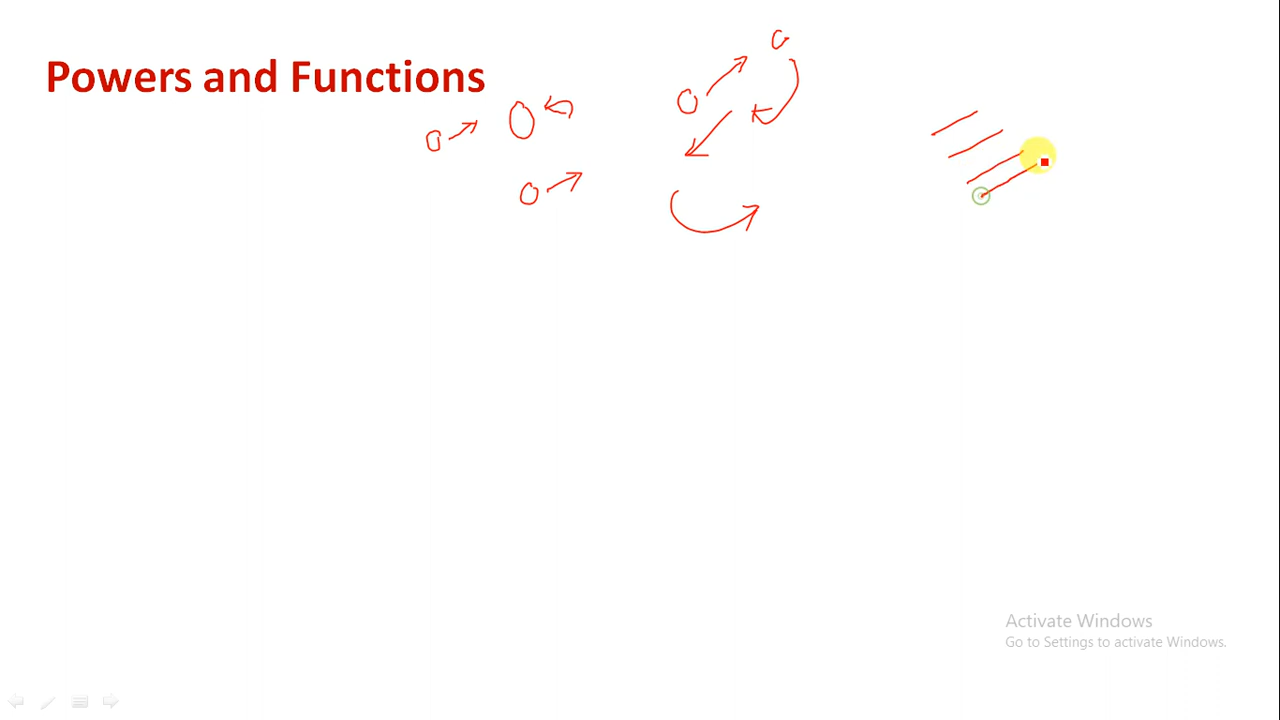 Powers and Functions
Activate Windows
Go to Settings to activate Windows.